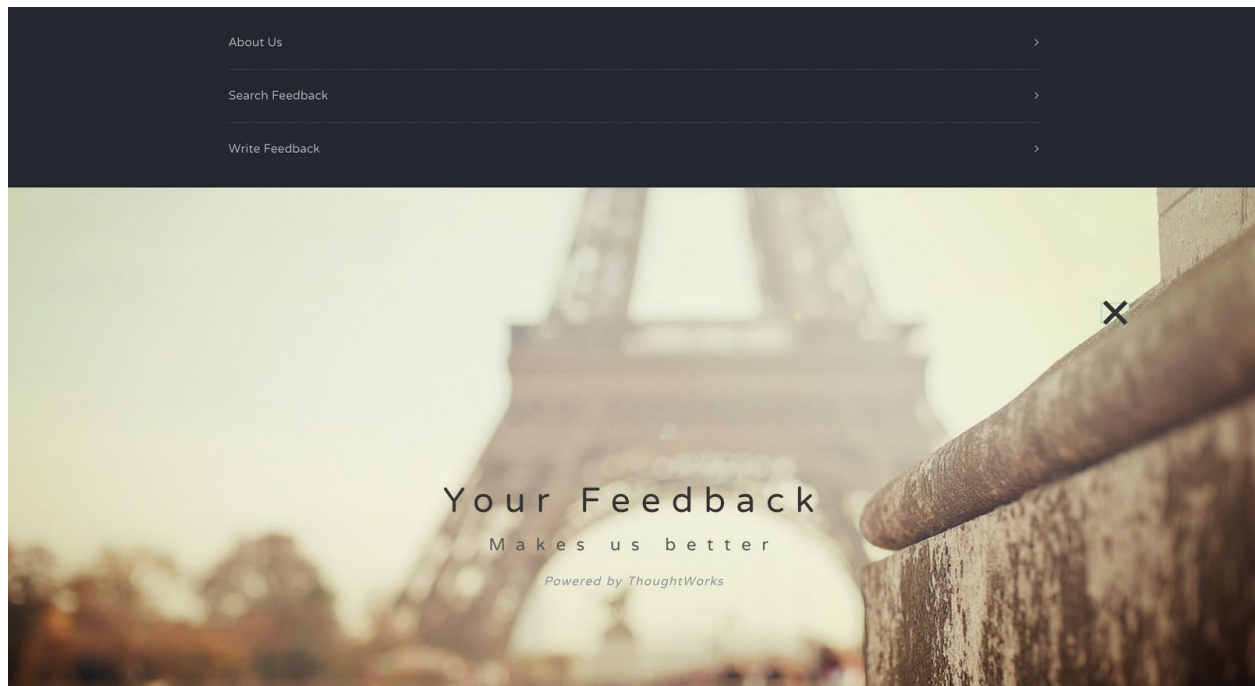 About Us
Search Feedback
Write Feedback
Your Feedback
Makes us better
Powered by ThoughtWorks